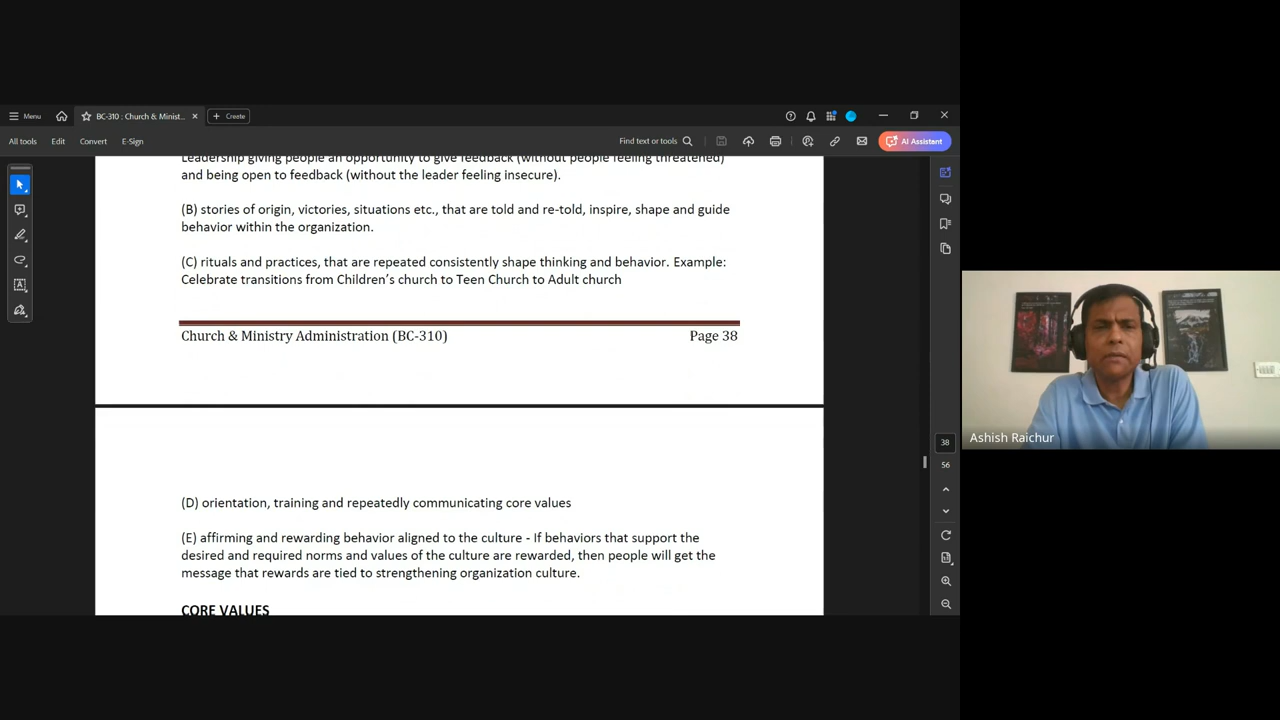 Menu
BC-310 : Church & Minist...
Create
All tools
Edit
Convert
E-Sign
Find text or tools
AI Assistant
Leadership giving people an opportunity to give feedback (without people feeling threatened)
and being open to feedback (without the leader feeling insecure).
(B) stories of origin, victories, situations etc., that are told and re-told, inspire, shape and guide
behavior within the organization.
(C) rituals and practices, that are repeated consistently shape thinking and behavior. Example:
Celebrate transitions from Children’s church to Teen Church to Adult church
Church & Ministry Administration (BC-310) Page 38
(D) orientation, training and repeatedly communicating core values
(E) affirming and rewarding behavior aligned to the culture - If behaviors that support the
desired and required norms and values of the culture are rewarded, then people will get the
message that rewards are tied to strengthening organization culture.
CORE VALUES
38
56
Ashish Raichur